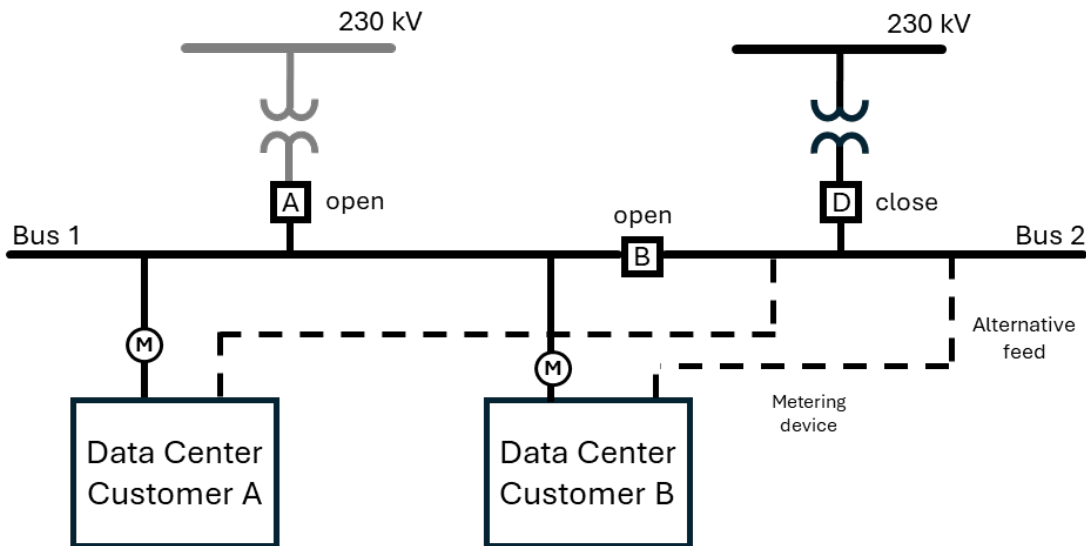 230 kV
230 kV
A
open
D
close
open
Bus 1
B
Bus 2
M
M
Alternative
feed
Metering
device
Data Center
Customer A
Data Center
Customer B